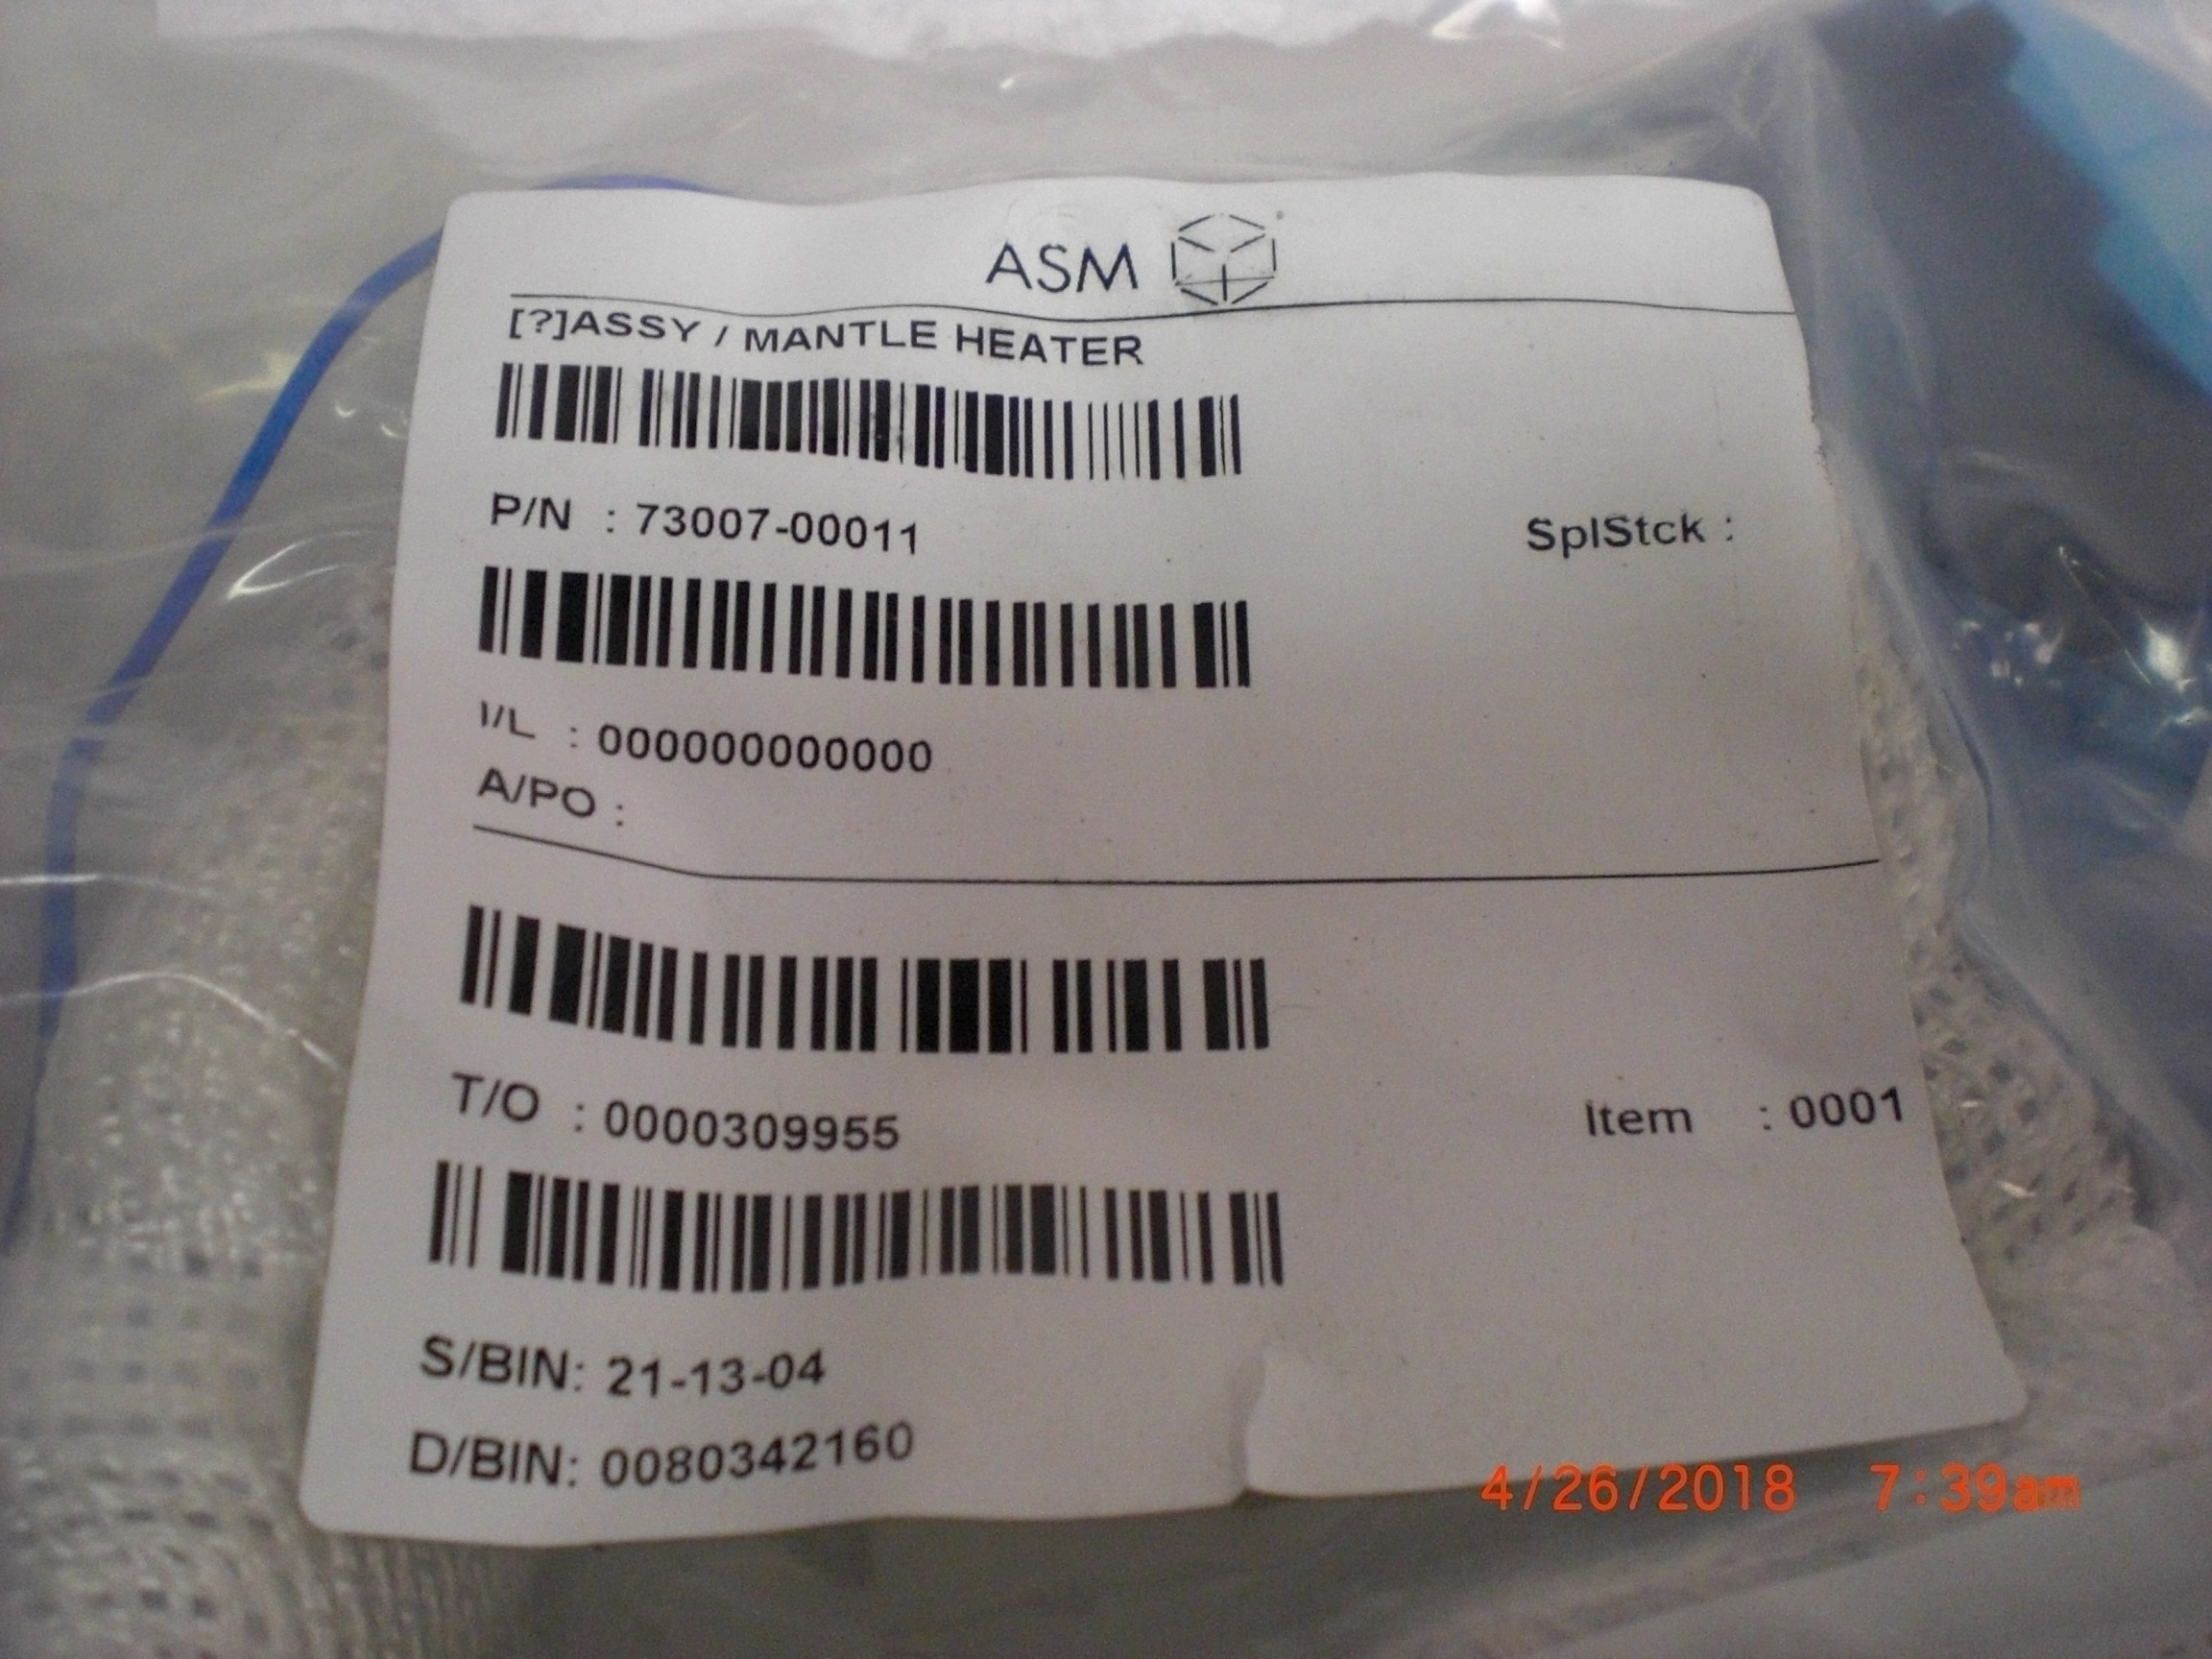 ASM
[?]ASSY / MANTLE HEATER
P/N : 73007-00011 SplStck :
I/L : 000000000000
A/PO :
T/O : 0000309955 Item : 0001
S/BIN: 21-13-04
D/BIN: 0080342160
4/26/2018 7:39am